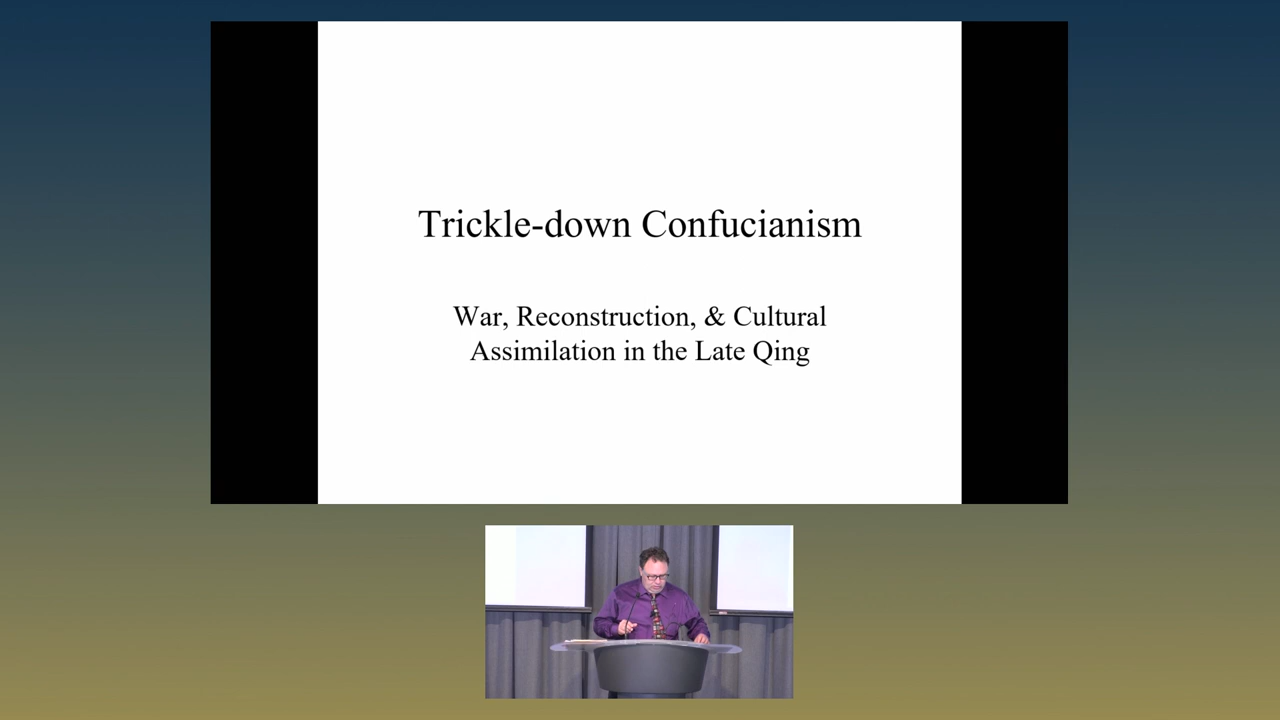 Trickle-down Confucianism
War, Reconstruction, & Cultural
Assimilation in the Late Qing